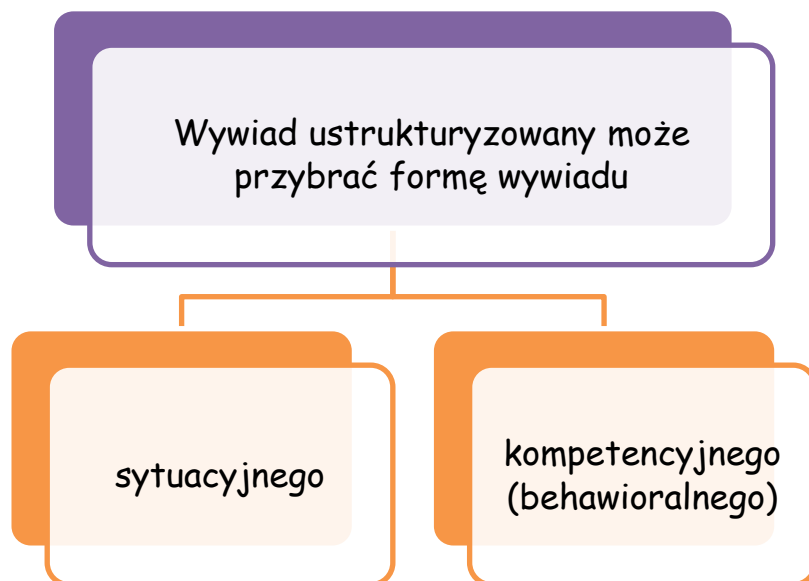 Wywiad ustrukturyzowany może
przybrać formę wywiadu
sytuacyjnego
kompetencyjnego
(behawioralnego)